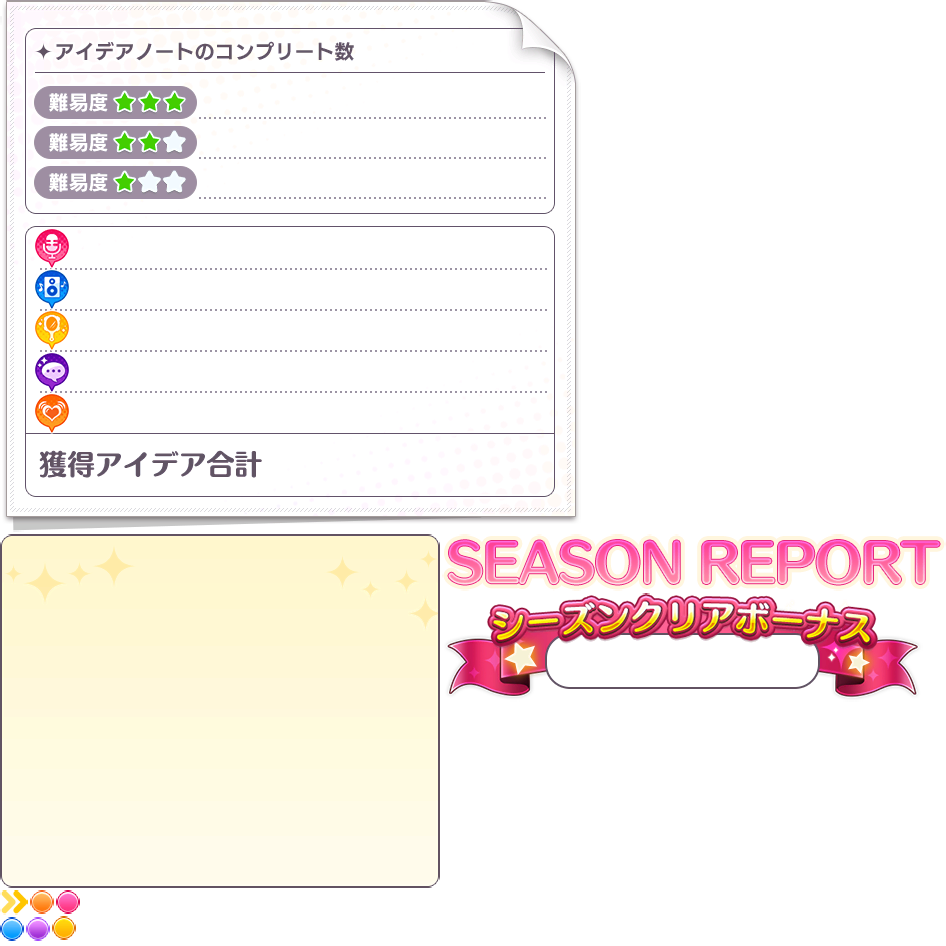 アイデアノートのコンプリート数
難易度
難易度
難易度
獲得アイデア合計
SEASON REPORT
シーズンクリアボーナス